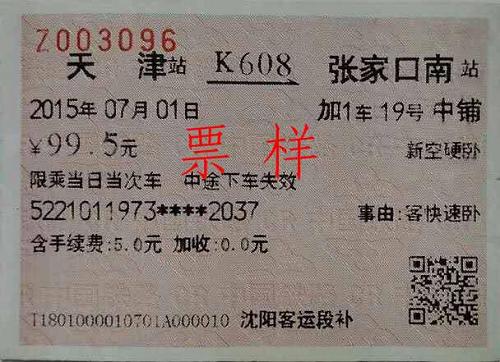 Z003096
天 津站 K608 张家口南站
2015年07月01日 加1车19号中铺
¥99.5元 新空硬卧
票样
限乘当日当次车 中途下车失效
5221011973****2037 事由:客快速卧
含手续费:5.0元 加收:0.0元
T1801000010701A000010 沈阳客运段补